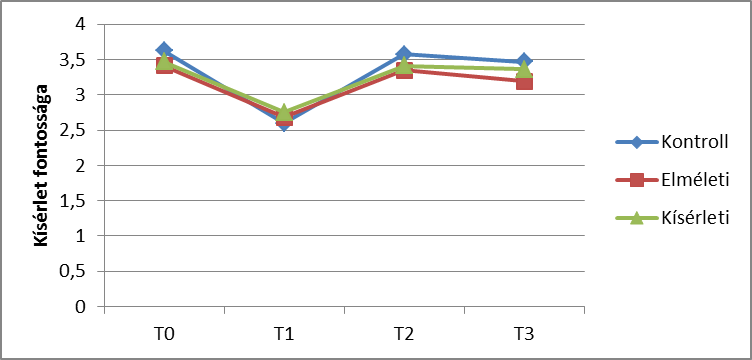 4
3,5
3
2,5
2
1,5
1
0,5
0
Kísérlet fontossága
T0 T1 T2 T3
Kontroll
Elméleti
Kísérleti